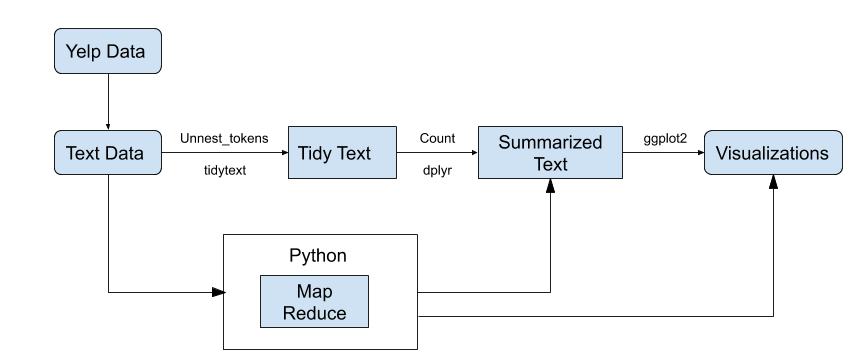 Yelp Data
Unnest_tokens
Count
ggplot2
Text Data
Tidy Text
Summarized
Text
Visualizations
tidytext
dplyr
Python
Map
Reduce